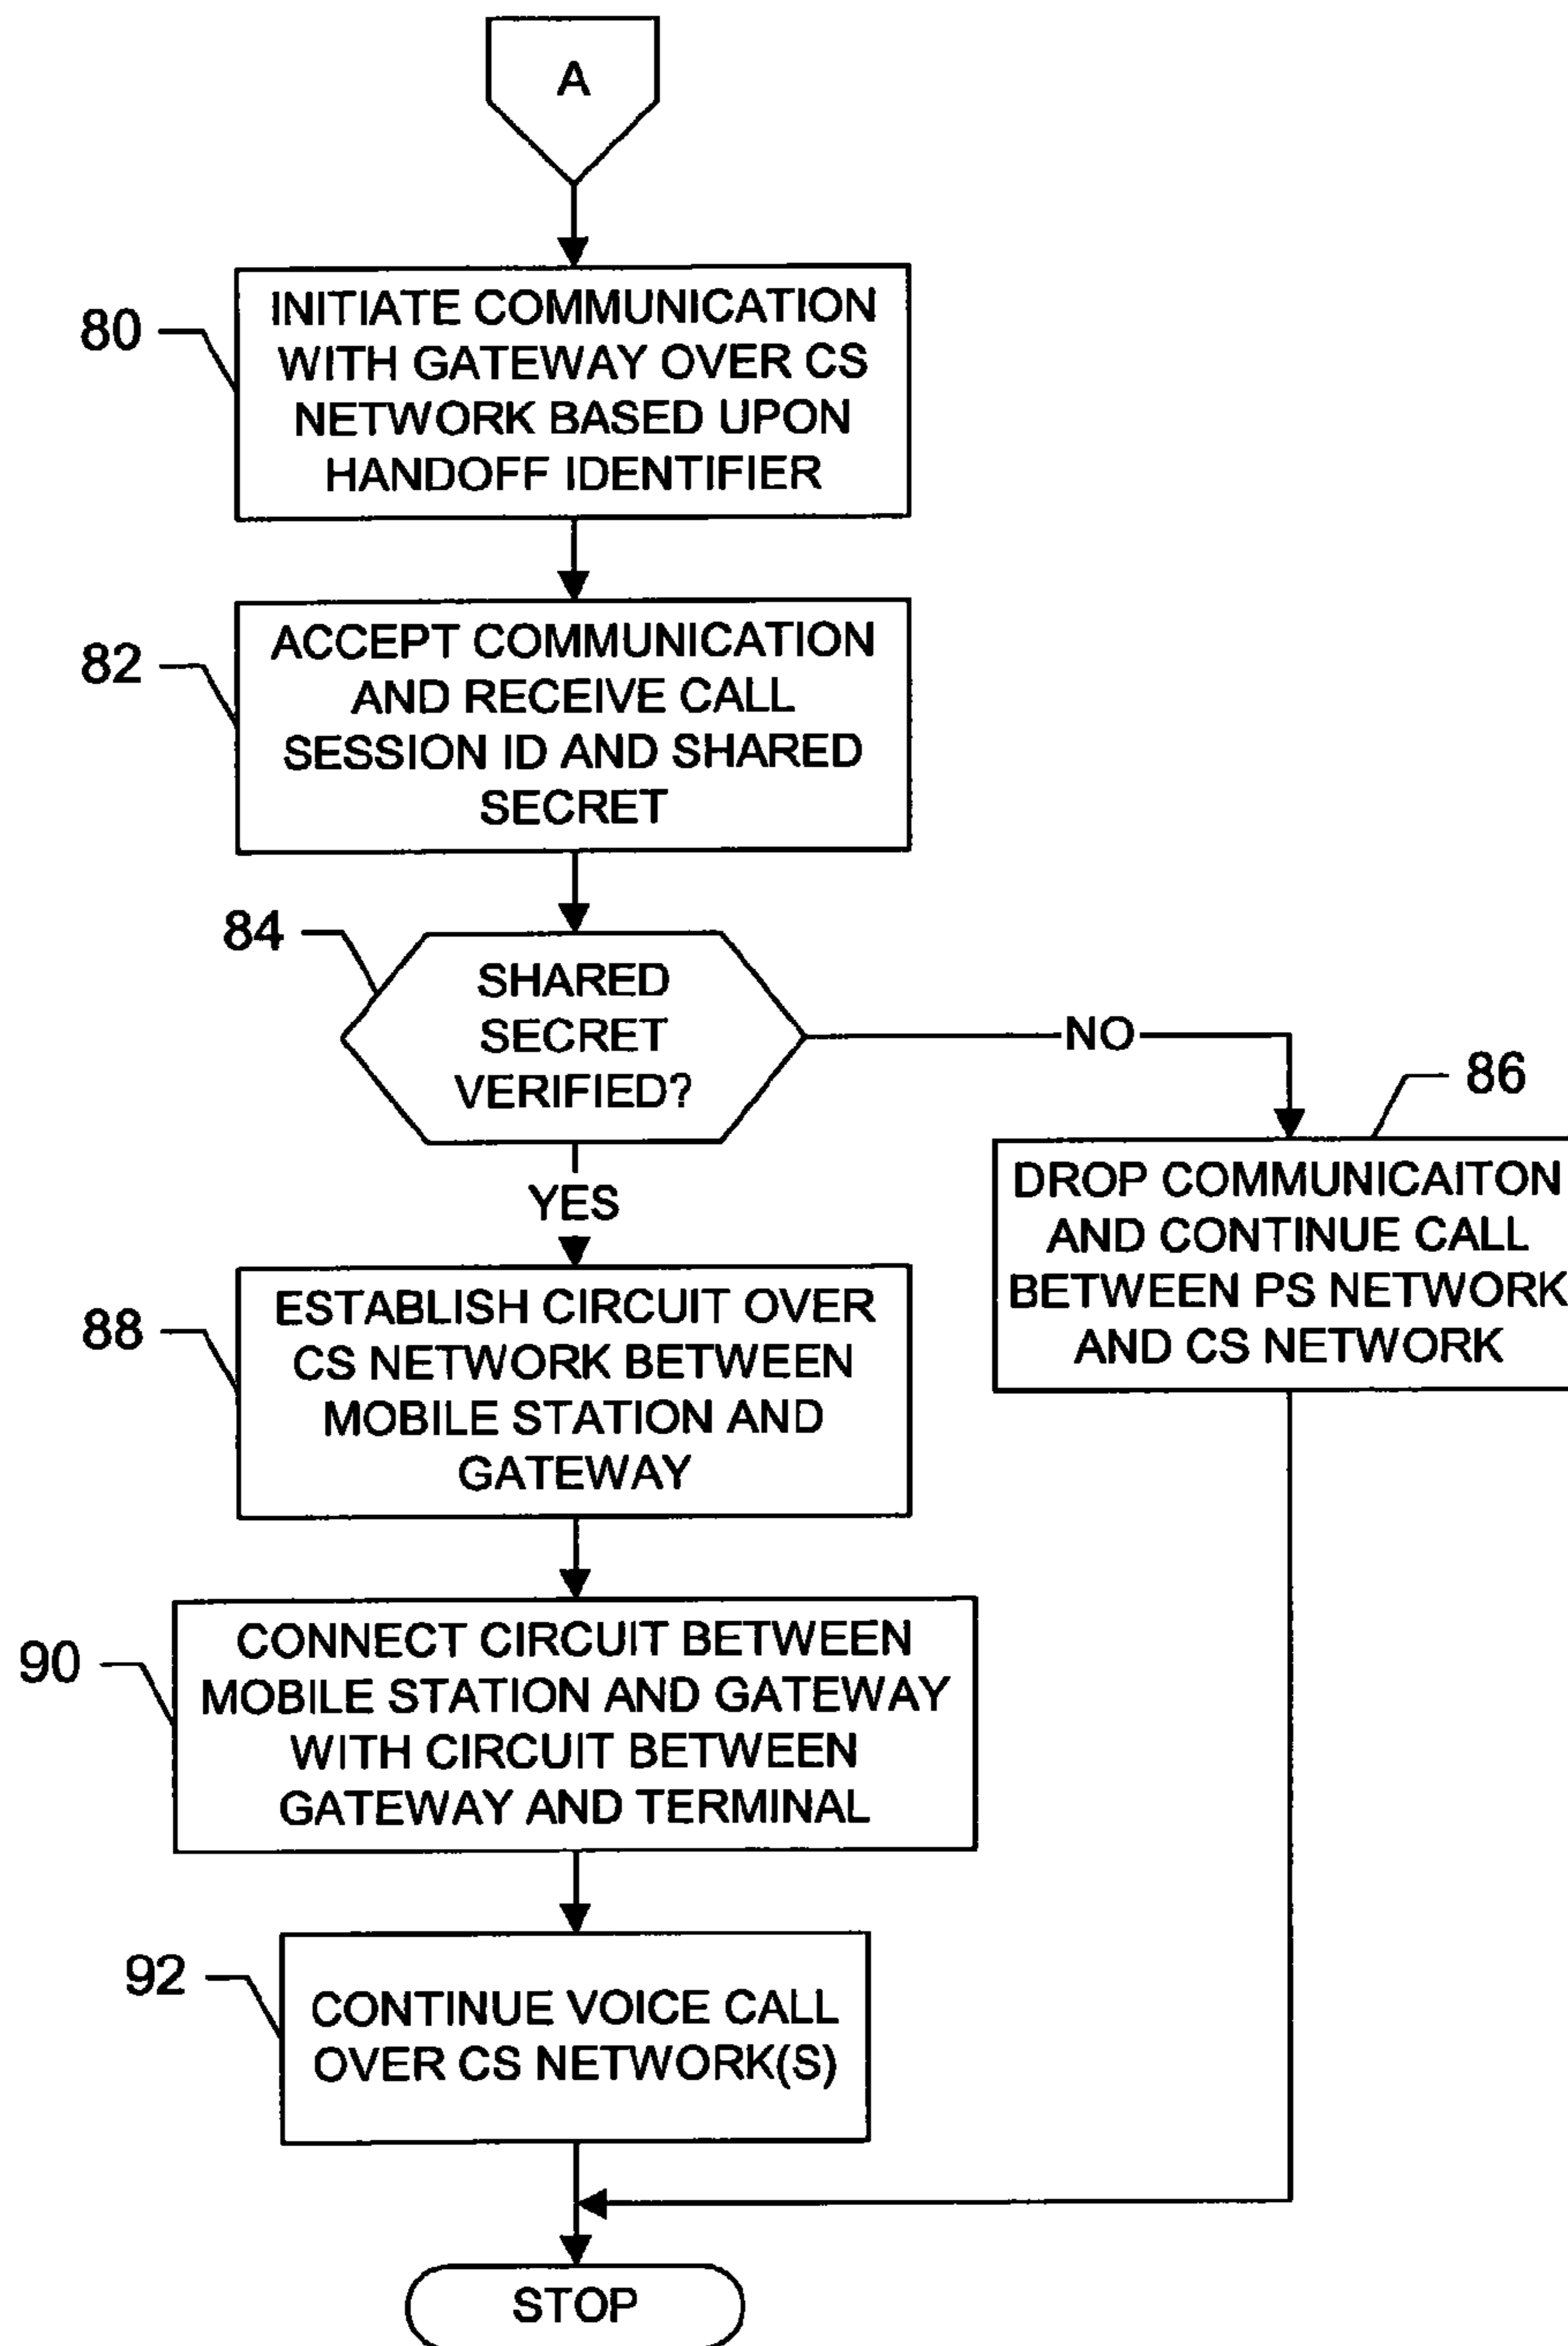 A
80
INITIATE COMMUNICATION
WITH GATEWAY OVER CS
NETWORK BASED UPON
HANDOFF IDENTIFIER
82
ACCEPT COMMUNICATION
AND RECEIVE CALL
SESSION ID AND SHARED
SECRET
84
SHARED
SECRET
VERIFIED?
NO
86
DROP COMMUNICAITON
AND CONTINUE CALL
BETWEEN PS NETWORK
AND CS NETWORK
YES
88
ESTABLISH CIRCUIT OVER
CS NETWORK BETWEEN
MOBILE STATION AND
GATEWAY
90
CONNECT CIRCUIT BETWEEN
MOBILE STATION AND GATEWAY
WITH CIRCUIT BETWEEN
GATEWAY AND TERMINAL
92
CONTINUE VOICE CALL
OVER CS NETWORK(S)
STOP